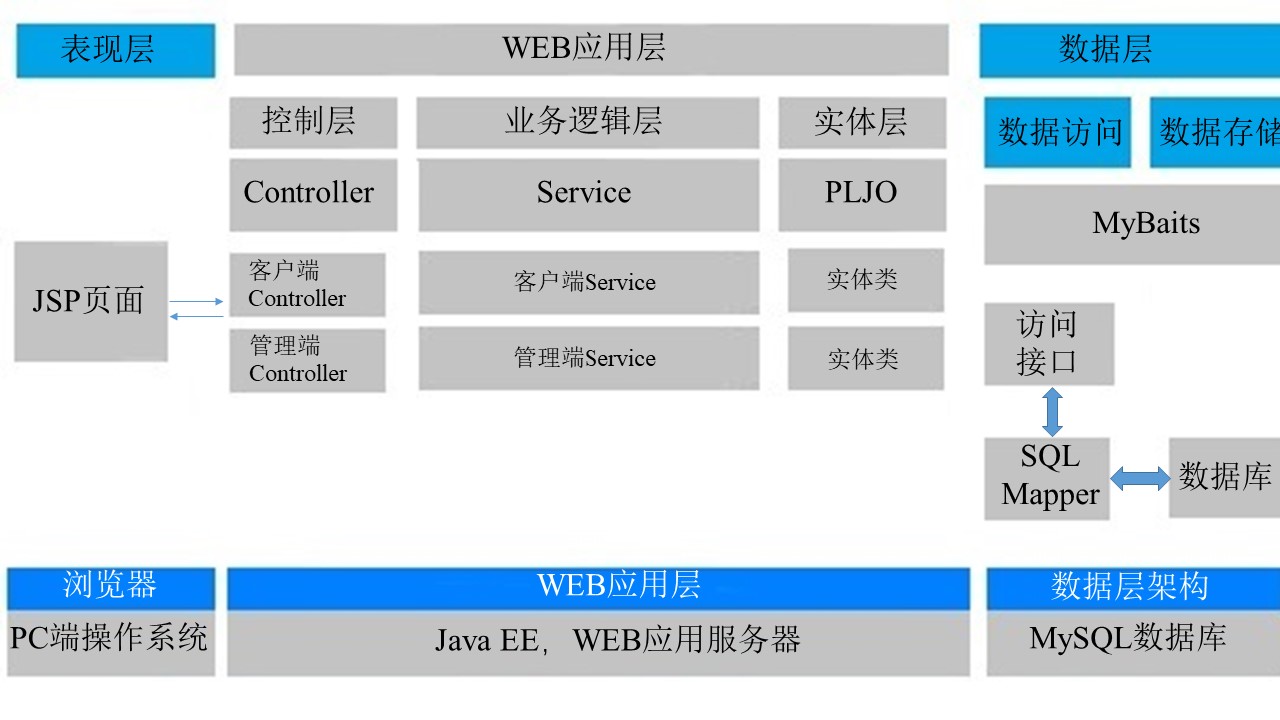 表现层
WEB应用层
数据层
控制层
业务逻辑层
实体层
数据访问
数据存储
Controller
Service
PLJO
MyBaits
JSP页面
客户端
Controller
客户端Service
实体类
管理端
Controller
管理端Service
实体类
访问
接口
SQL
Mapper
数据库
浏览器
WEB应用层
数据层架构
PC端操作系统
Java EE，WEB应用服务器
MySQL数据库